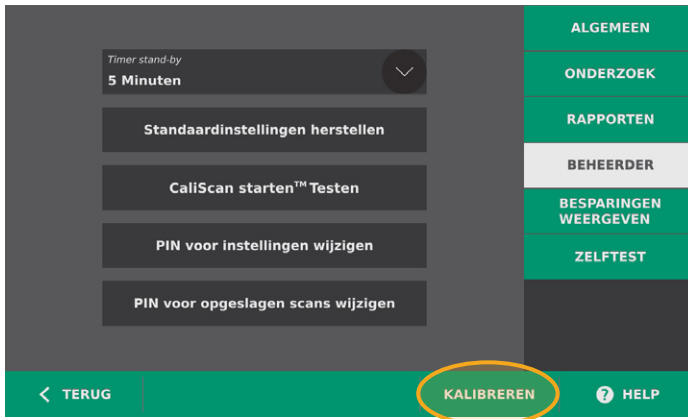 Timer stand-by
5 Minuten
Standaardinstellingen herstellen
CaliScan starten™ Testen
PIN voor instellingen wijzigen
PIN voor opgeslagen scans wijzigen
ALGEMEEN
ONDERZOEK
RAPPORTEN
BEHEERDER
BESPARINGEN
WEERGEVEN
ZELFTEST
TERUG
KALIBREREN
? HELP